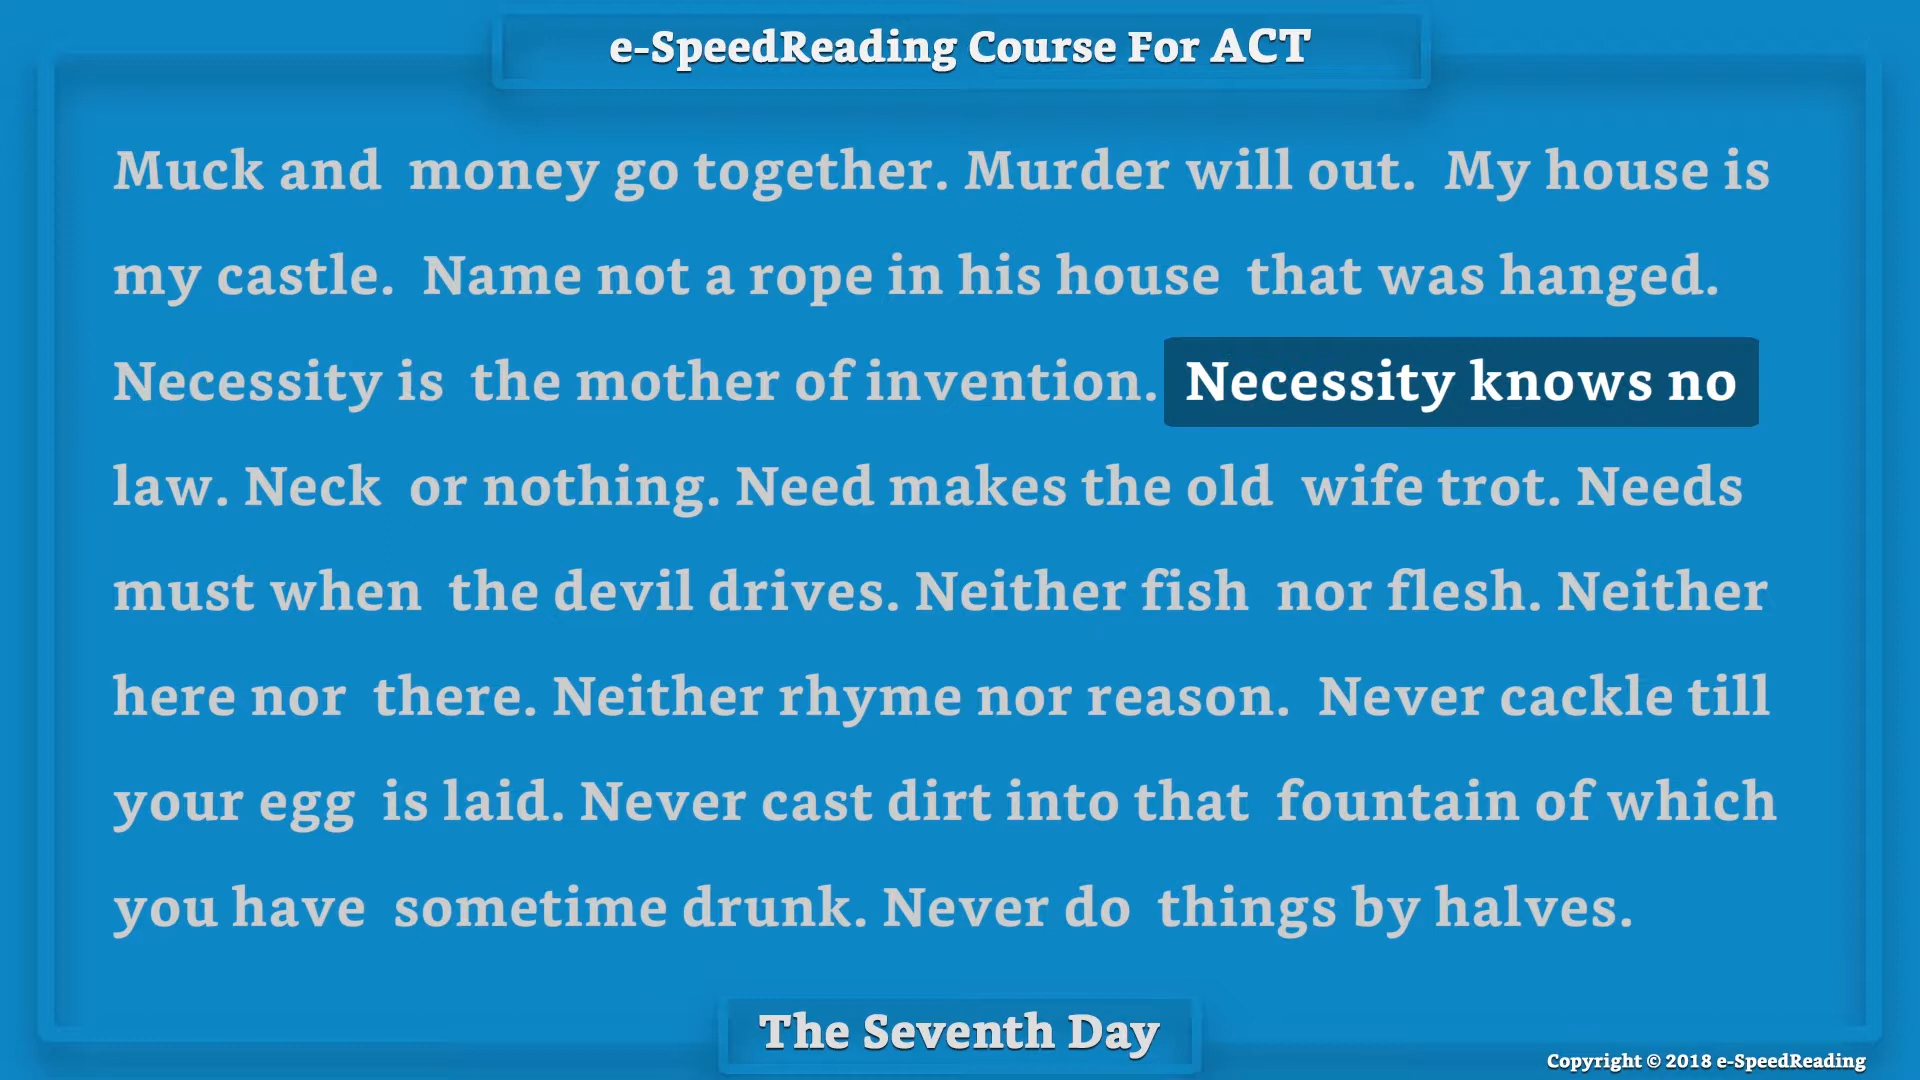 e-SpeedReading Course For ACT
Muck and money go together. Murder will out. My house is
my castle. Name not a rope in his house that was hanged.
Necessity is the mother of invention. Necessity knows no
law. Neck or nothing. Need makes the old wife trot. Needs
must when the devil drives. Neither fish nor flesh. Neither
here nor there. Neither rhyme nor reason. Never cackle till
your egg is laid. Never cast dirt into that fountain of which
you have sometime drunk. Never do things by halves.
The Seventh Day
Copyright © 2018 e-SpeedReading